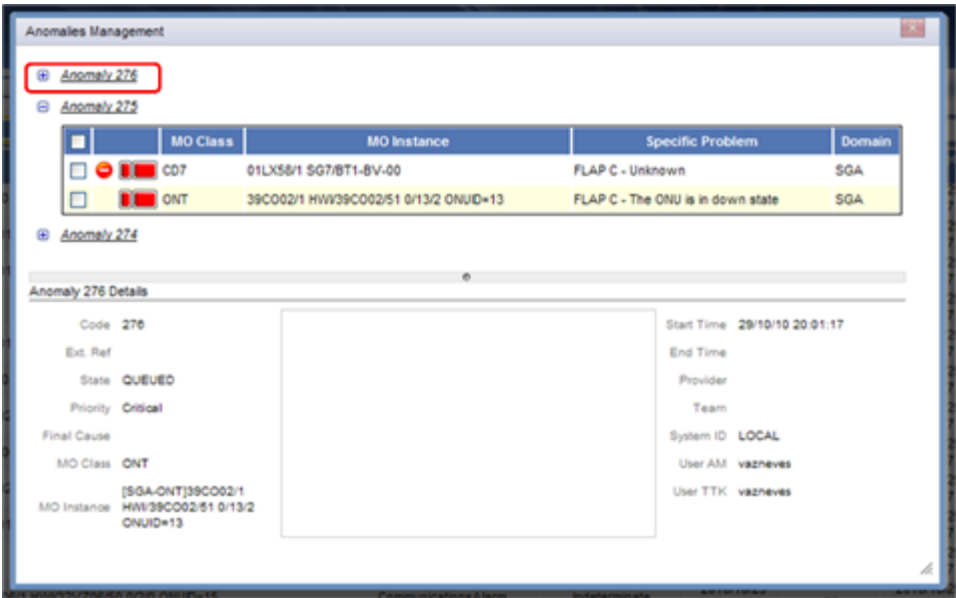 Anomalies Management
Anomaly 276
Anomaly 275
MO Class MO Instance Specific Problem Domain
CD7 01LX58/1 SG7/BT1-BV-00 FLAP C - Unknown SGA
ONT 39CO02/1 HWI/39CO02/51 0/13/2 ONUID=13 FLAP C - The ONU is in down state SGA
Anomaly 274
Anomaly 276 Details
Code 276
Ext. Ref
State QUEUED
Priority Critical
Final Cause
MO Class ONT
MO Instance [SGA-ONT]39CO02/1
HWI/39CO02/51 0/13/2
ONUID=13
Start Time 29/10/10 20:01:17
End Time
Provider
Team
System ID LOCAL
User AM vazneves
User TTK vazneves